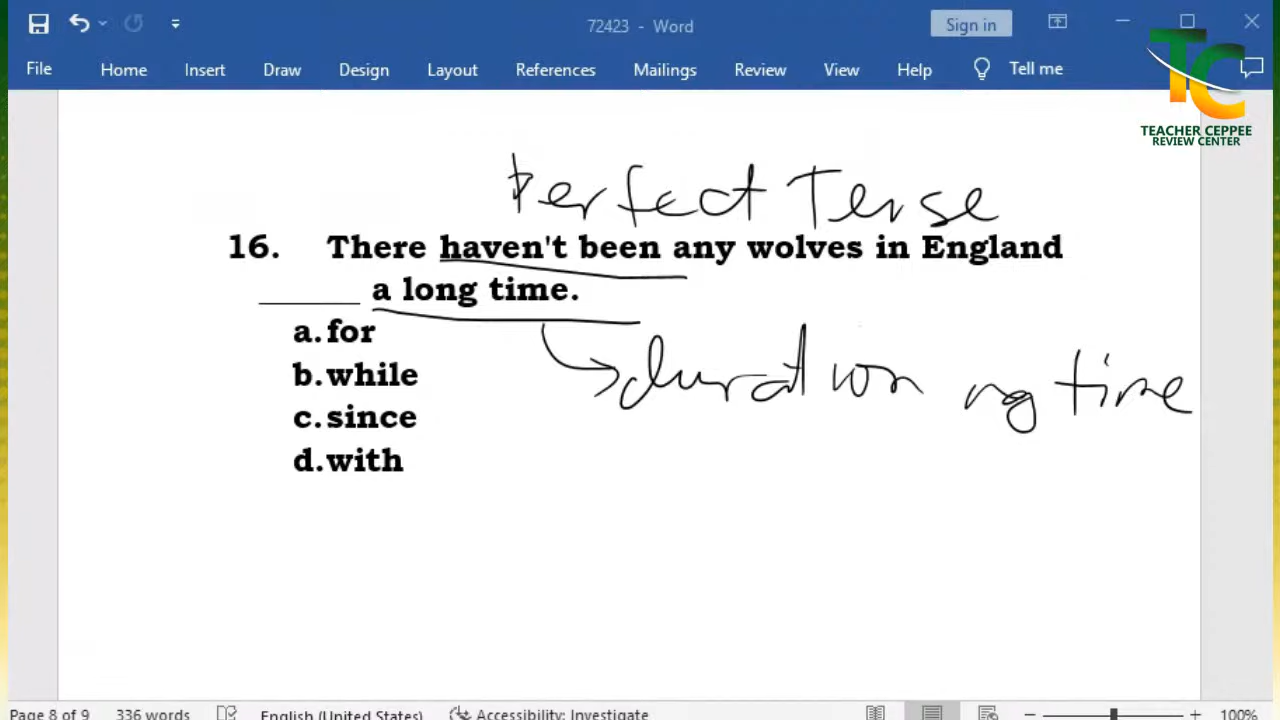 72423 - Word
Sign in
File Home Insert Draw Design Layout References Mailings Review View Help Tell me
TC
TEACHER CEPPEE
REVIEW CENTER
Perfect Tense
16. There haven't been any wolves in England
______ a long time.
a. for
duration ng time
b. while
c. since
d. with
Page 8 of 9 336 words English (United States) Accessibility: Investigate 100%